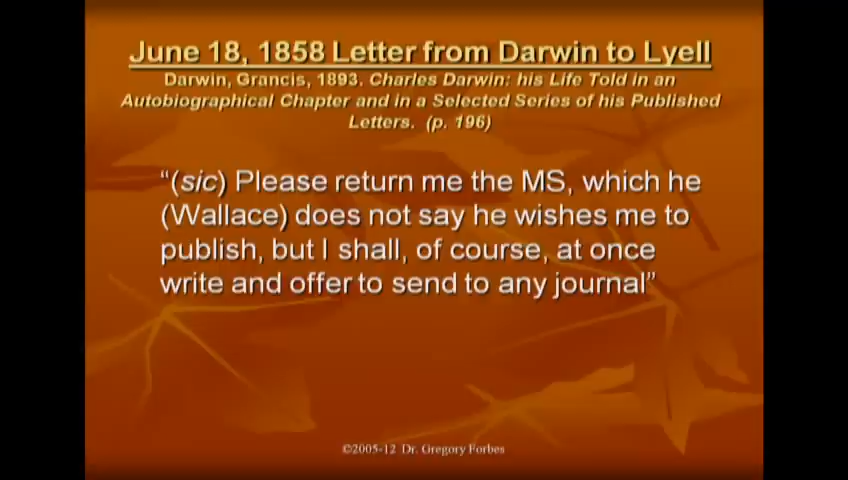 June 18, 1858 Letter from Darwin to Lyell
Darwin, Grancis, 1893. Charles Darwin: his Life Told in an
Autobiographical Chapter and in a Selected Series of his Published
Letters. (p. 196)
“(sic) Please return me the MS, which he
(Wallace) does not say he wishes me to
publish, but I shall, of course, at once
write and offer to send to any journal”
©2005-12 Dr. Gregory Forbes